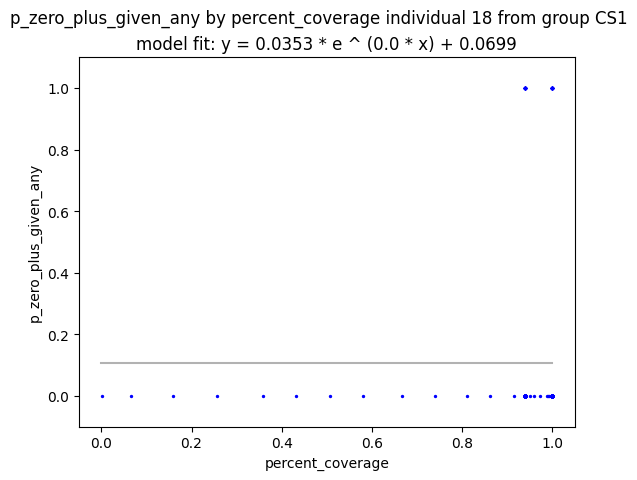 p_zero_plus_given_any by percent_coverage individual 18 from group CS1
model fit: y = 0.0353 * e ^ (0.0 * x) + 0.0699
p_zero_plus_given_any
1.0
0.8
0.6
0.4
0.2
0.0
0.0 0.2 0.4 0.6 0.8 1.0
percent_coverage